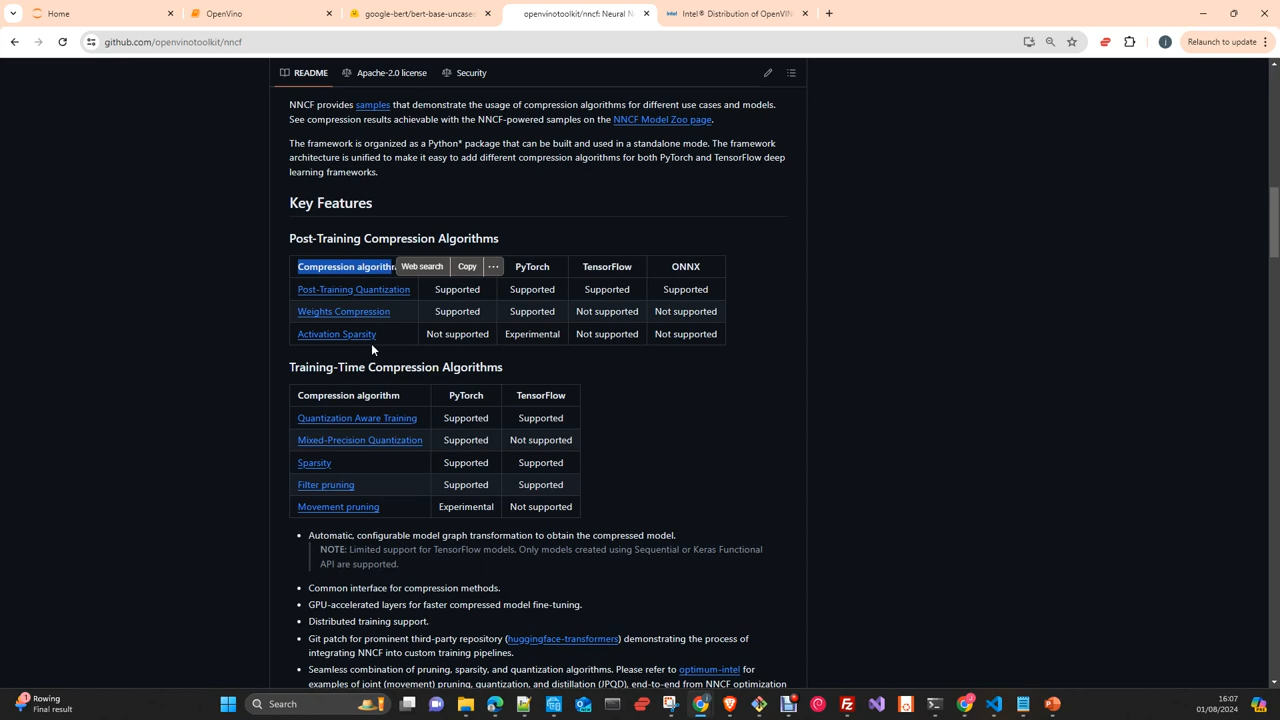 Home
OpenVino
google-bert/bert-base-uncased
openvinotoolkit/nncf: Neural N
Intel® Distribution of OpenVIN
github.com/openvinotoolkit/nncf
Relaunch to update
README
Apache-2.0 license
Security
NNCF provides samples that demonstrate the usage of compression algorithms for different use cases and models.
See compression results achievable with the NNCF-powered samples on the NNCF Model Zoo page.
The framework is organized as a Python* package that can be built and used in a standalone mode. The framework
architecture is unified to make it easy to add different compression algorithms for both PyTorch and TensorFlow deep
learning frameworks.
Key Features
Post-Training Compression Algorithms
Compression algorithm Web search Copy ... PyTorch TensorFlow ONNX
Post-Training Quantization Supported Supported Supported Supported
Weights Compression Supported Supported Not supported Not supported
Activation Sparsity Not supported Experimental Not supported Not supported
Training-Time Compression Algorithms
Compression algorithm PyTorch TensorFlow
Quantization Aware Training Supported Supported
Mixed-Precision Quantization Supported Not supported
Sparsity Supported Supported
Filter pruning Supported Supported
Movement pruning Experimental Not supported
• Automatic, configurable model graph transformation to obtain the compressed model.
NOTE: Limited support for TensorFlow models. Only models created using Sequential or Keras Functional
API are supported.
• Common interface for compression methods.
• GPU-accelerated layers for faster compressed model fine-tuning.
• Distributed training support.
• Git patch for prominent third-party repository (huggingface-transformers) demonstrating the process of
integrating NNCF into custom training pipelines.
• Seamless combination of pruning, sparsity, and quantization algorithms. Please refer to optimum-intel for
examples of joint (movement) pruning, quantization, and distillation (JPQD), end-to-end from NNCF optimization
Rowing
Final result
Search
16:07
01/08/2024